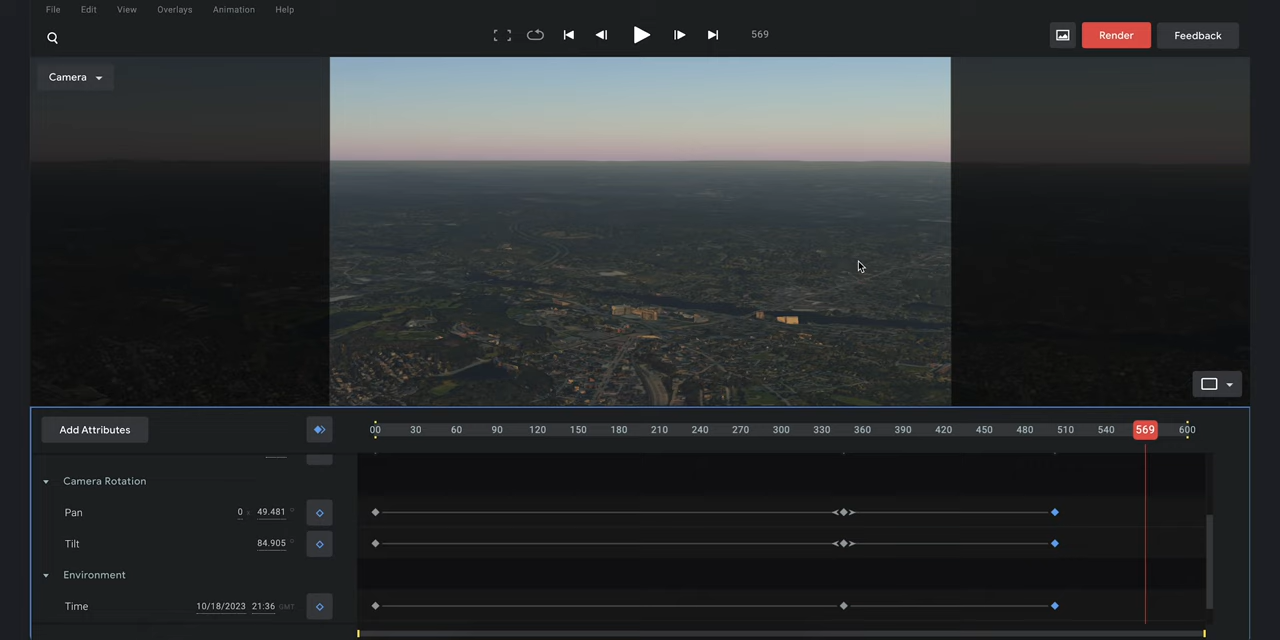 File Edit View Overlays Animation Help
569 Render Feedback
Camera
Add Attributes 00 30 60 90 120 150 180 210 240 270 300 330 360 390 420 450 480 510 540 569 600
Camera Rotation
Pan 0 x 49.481 °
Tilt 84.905 °
Environment
Time 10/18/2023 21:36 GMT